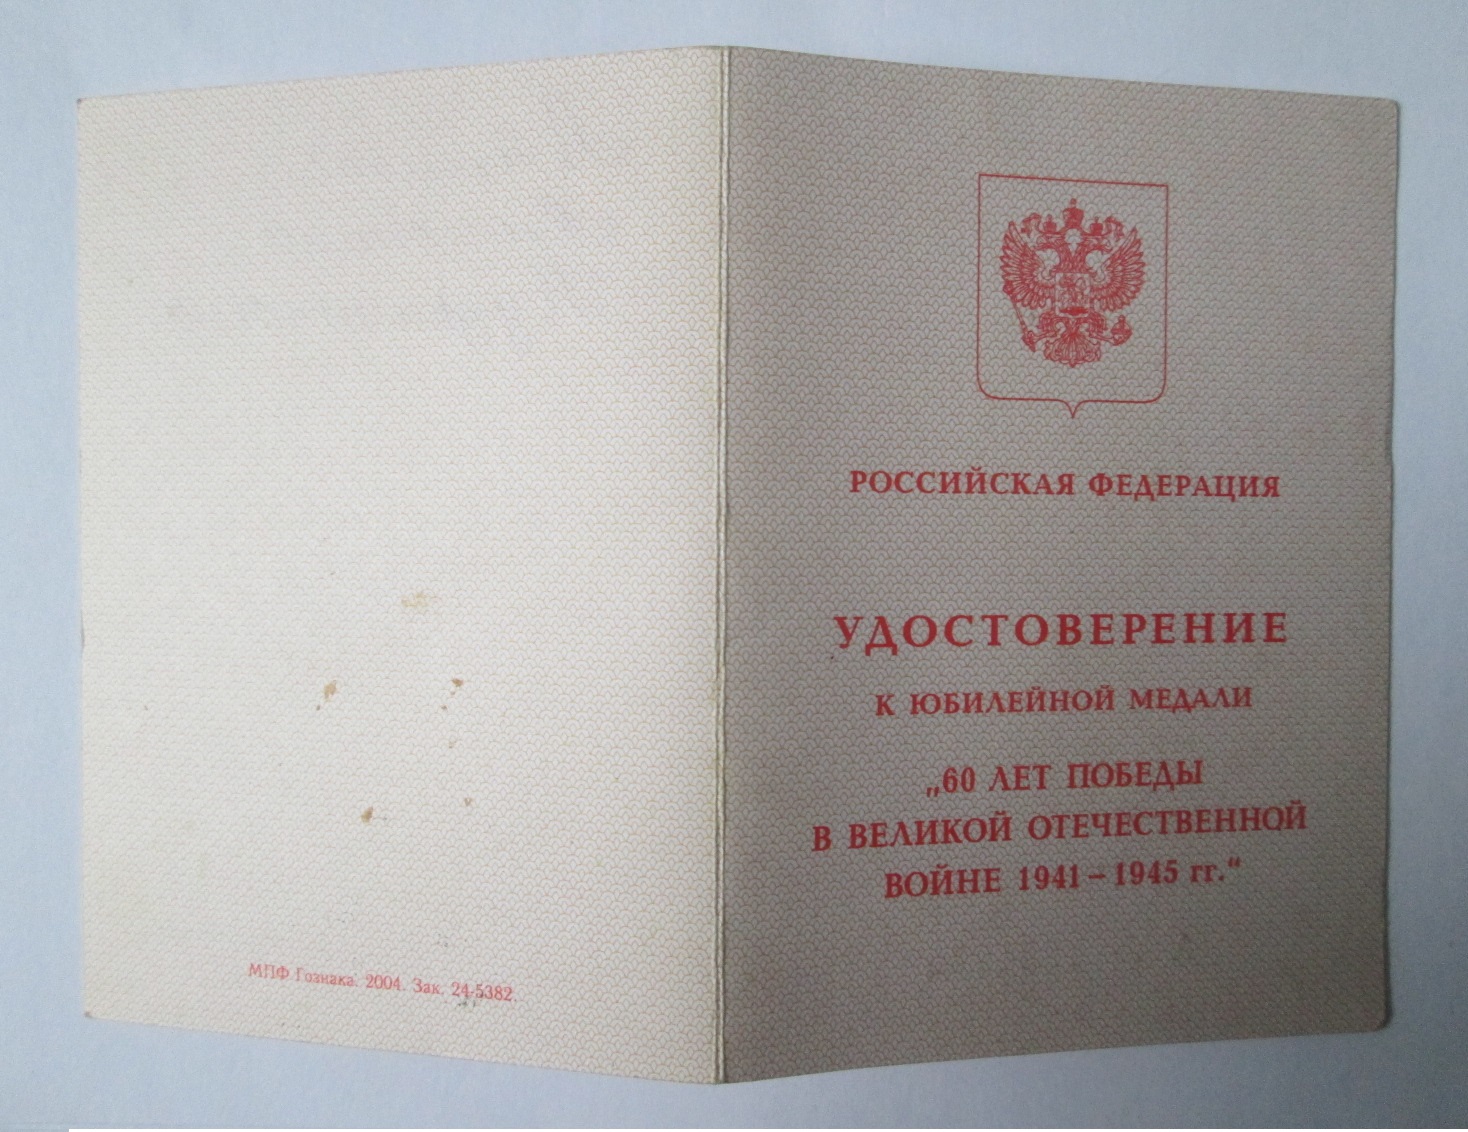 РОССИЙСКАЯ ФЕДЕРАЦИЯ
УДОСТОВЕРЕНИЕ
К ЮБИЛЕЙНОЙ МЕДАЛИ
„60 ЛЕТ ПОБЕДЫ
В ВЕЛИКОЙ ОТЕЧЕСТВЕННОЙ
ВОЙНЕ 1941 – 1945 гг.“
МПФ Гознака. 2004. Зак. 24-5382.